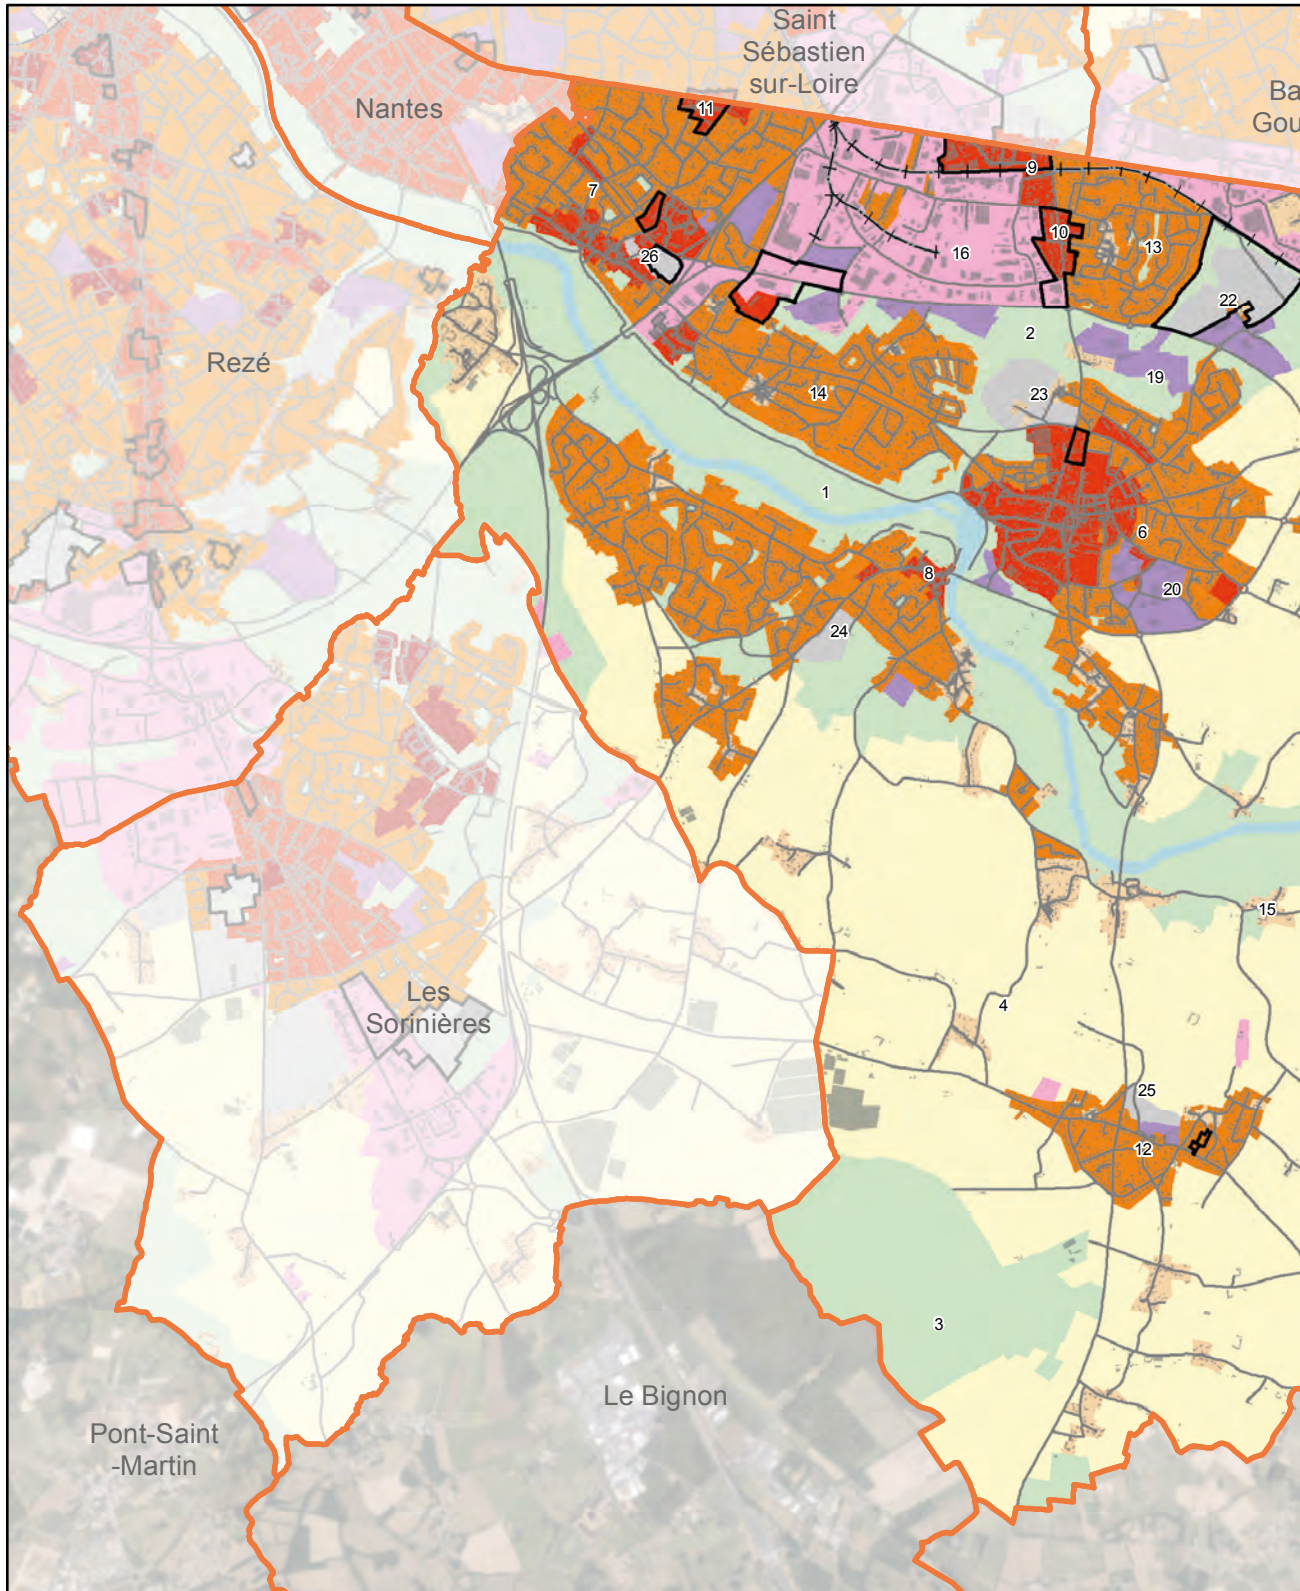 Saint
Sébastien
sur-Loire
Nantes
Ba
Gou
11
9
7
10
13
16
26
22
2
Rezé
19
23
14
1
6
8
20
24
15
Les
Sorinières
4
25
12
3
Le Bignon
Pont-Saint
-Martin